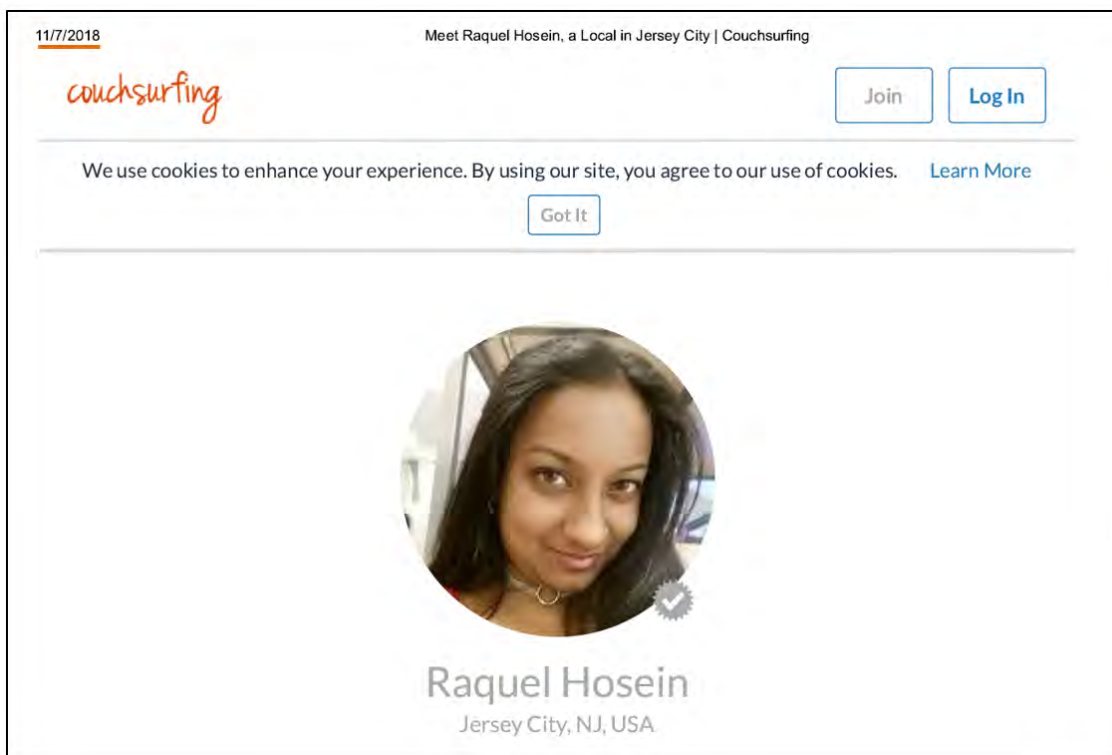 11/7/2018 Meet Raquel Hosein, a Local in Jersey City | Couchsurfing
couchsurfing Join Log In
We use cookies to enhance your experience. By using our site, you agree to our use of cookies. Learn More
Got It
Raquel Hosein
Jersey City, NJ, USA